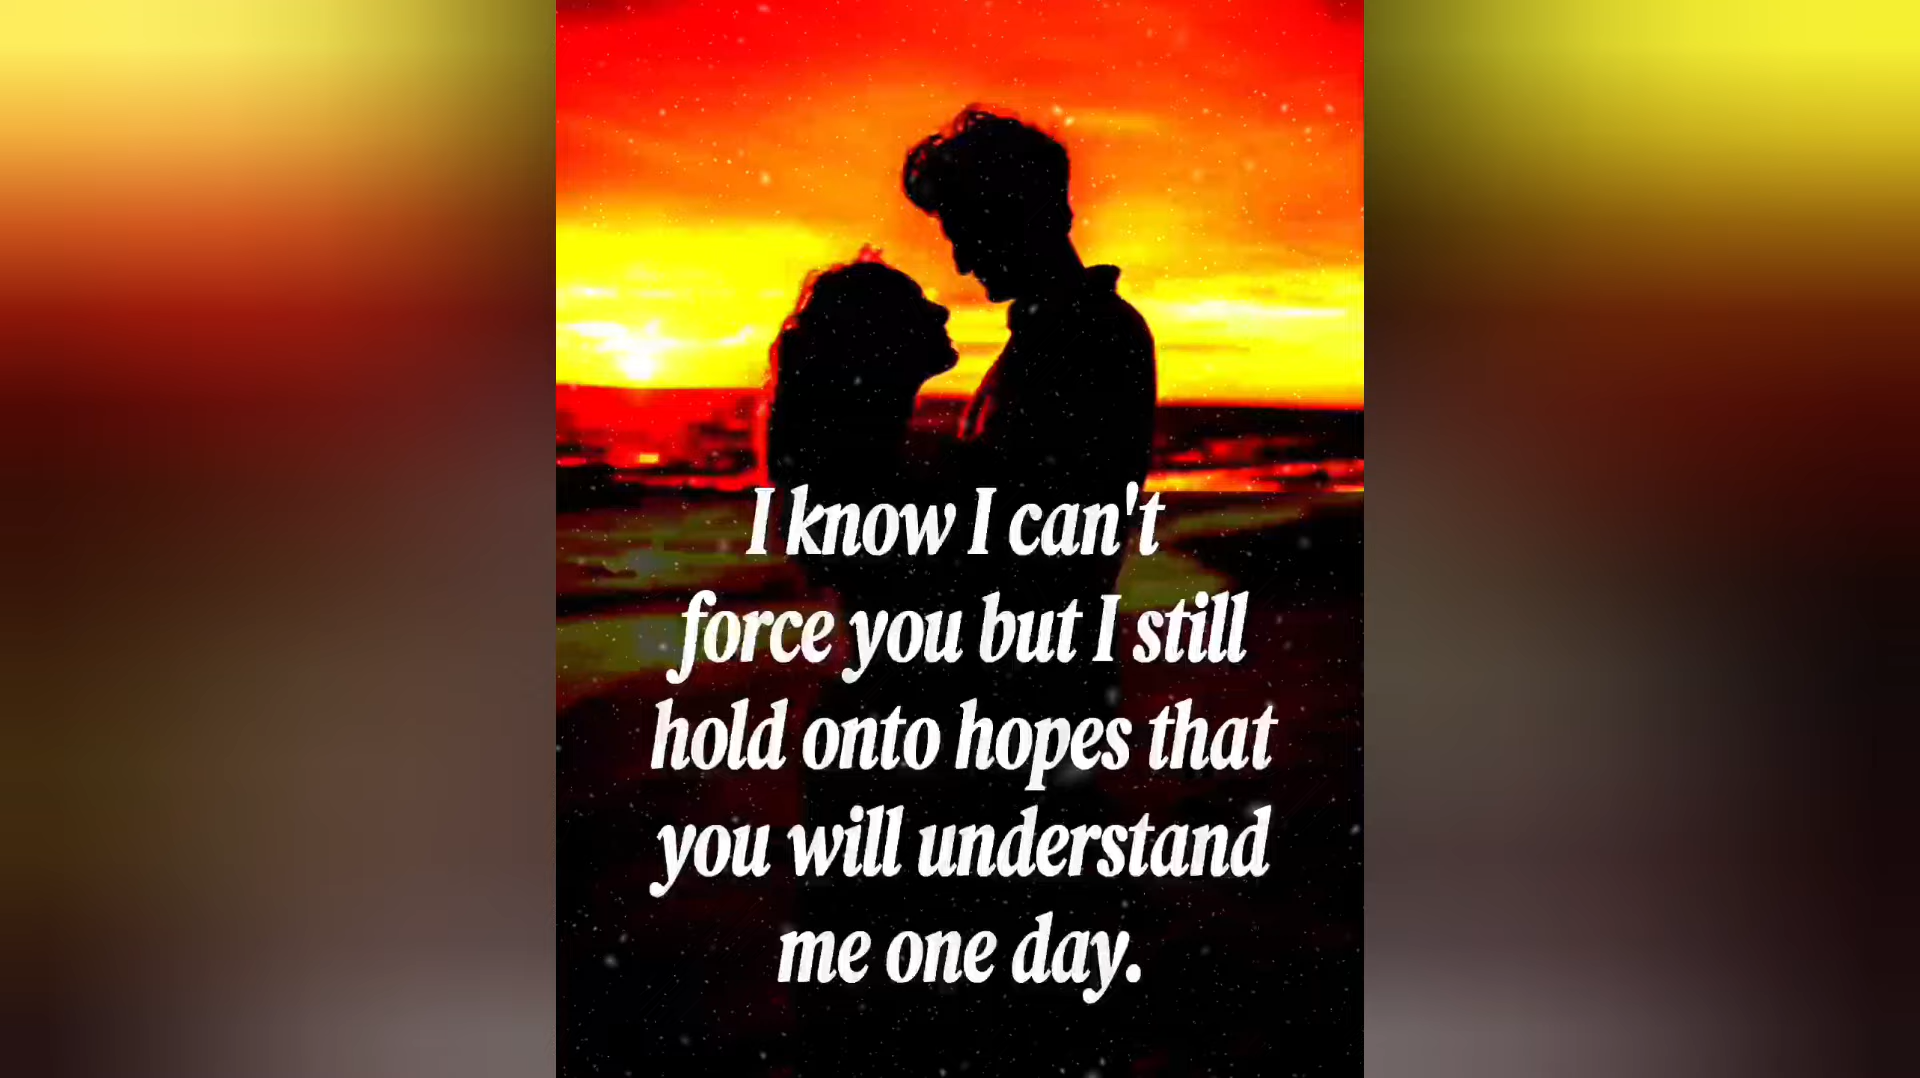 I know I can't
force you but I still
hold onto hopes that
you will understand
me one day.